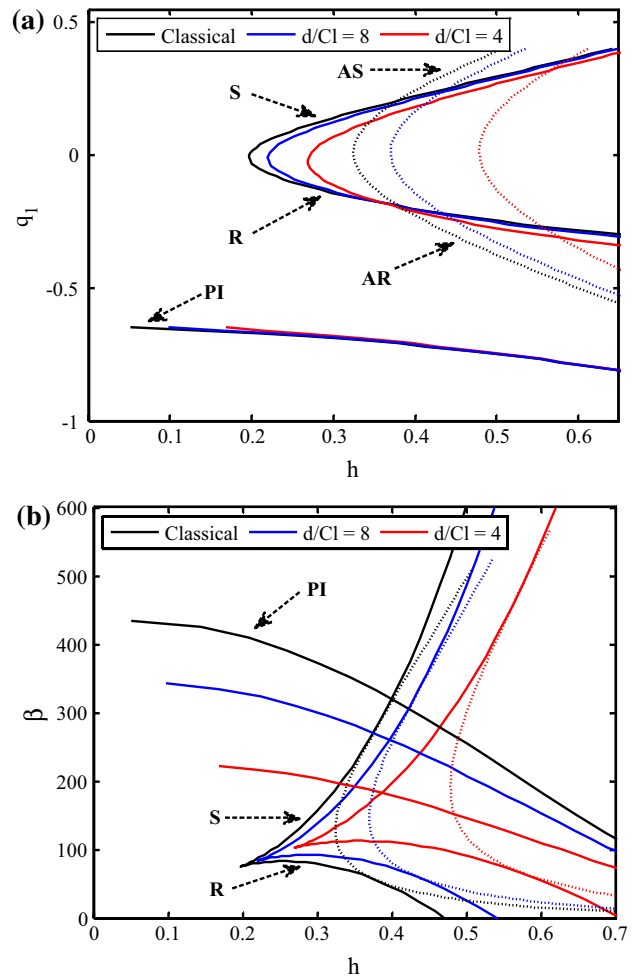 (a)
Classical d/Cl = 8 d/Cl = 4
AS
S
R
AR
PI
0.5
0
-0.5
-1
q1
0 0.1 0.2 0.3 0.4 0.5 0.6
h
(b)
Classical d/Cl = 8 d/Cl = 4
PI
S
R
600
500
400
300
200
100
0
β
0 0.1 0.2 0.3 0.4 0.5 0.6 0.7
h